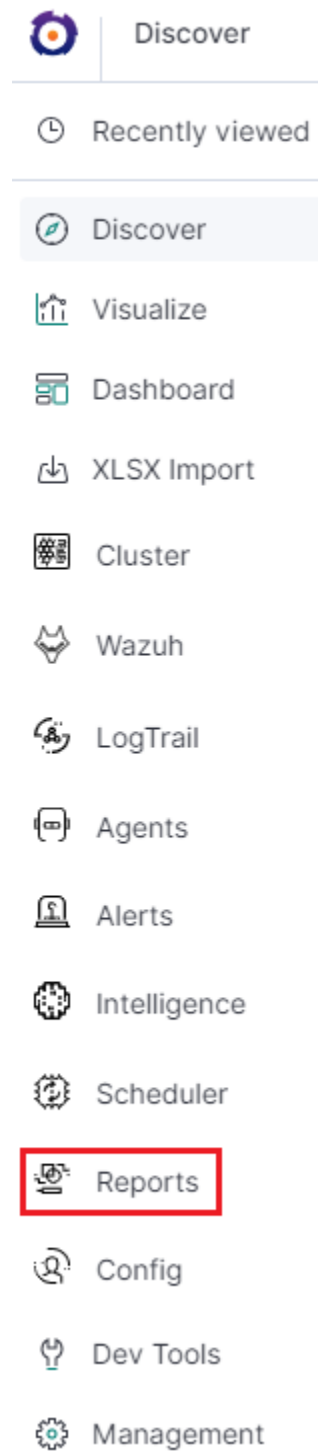 Discover
Recently viewed
Discover
Visualize
Dashboard
XLSX Import
Cluster
Wazuh
LogTrail
Agents
Alerts
Intelligence
Scheduler
Reports
Config
Dev Tools
Management